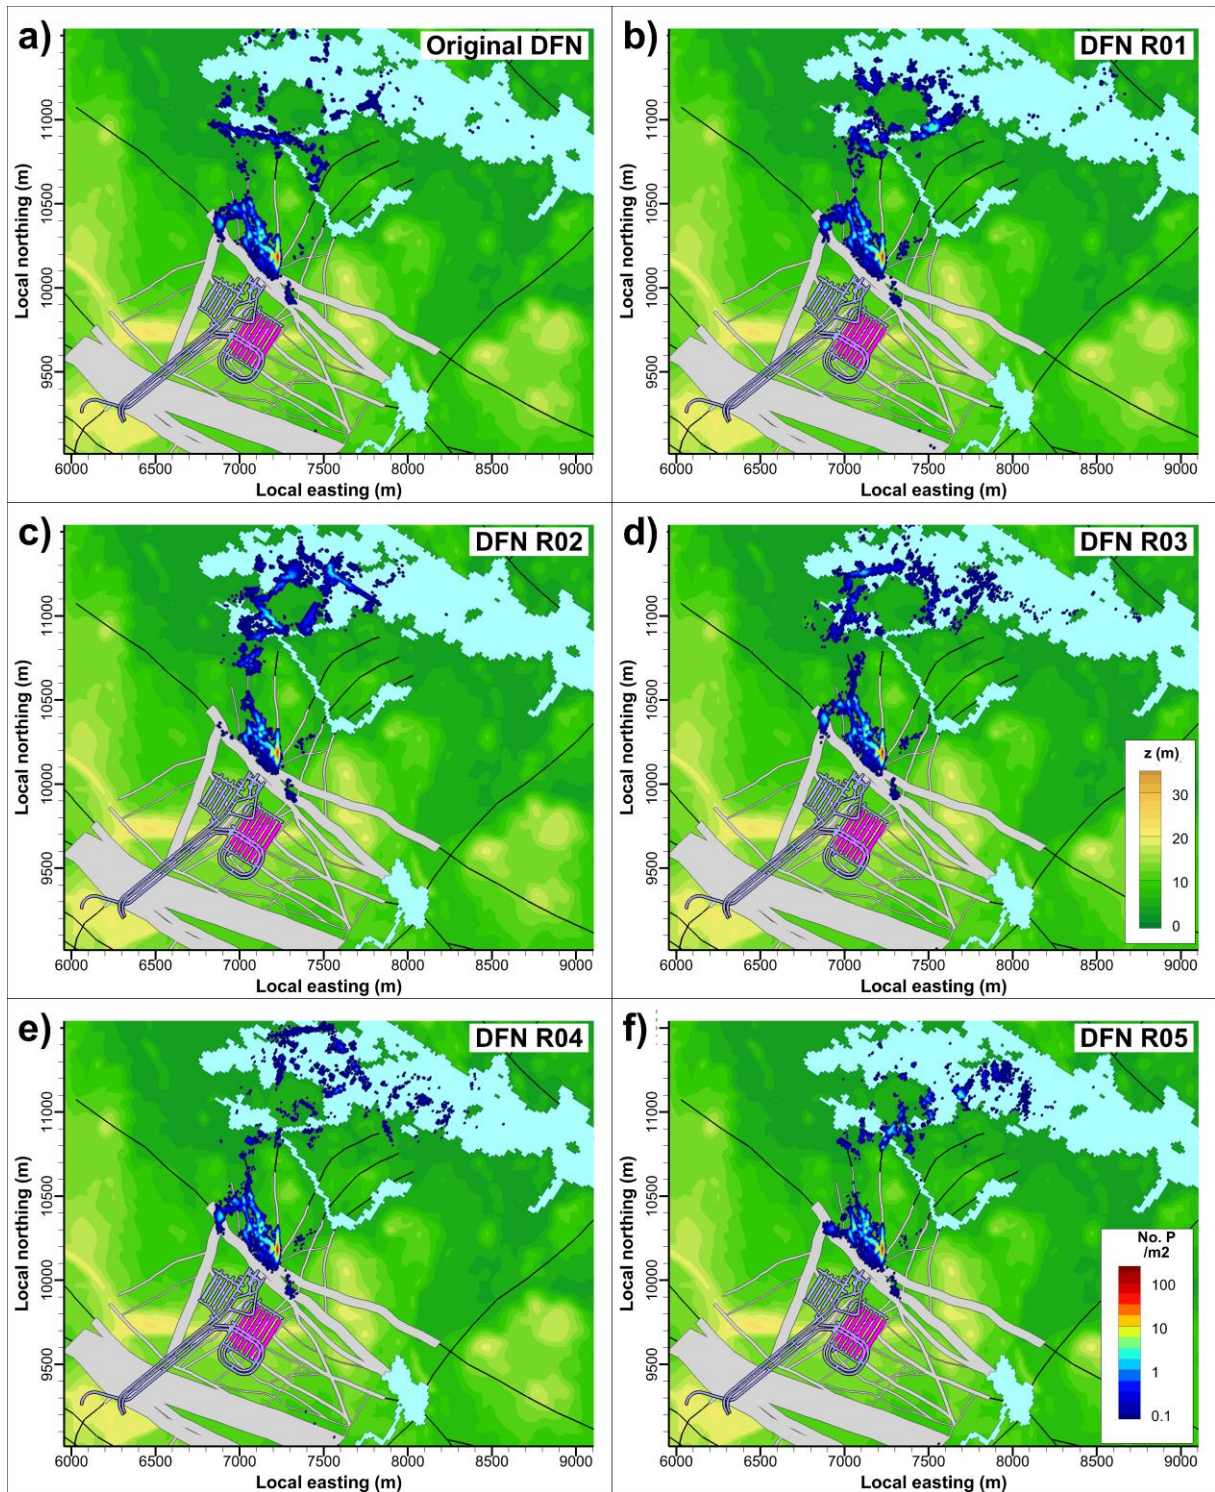 a)
Original DFN
Local northing (m)
11000
10500
10000
9500
6000 6500 7000 7500 8000 8500 9000
Local easting (m)
b)
DFN R01
Local northing (m)
11000
10500
10000
9500
6000 6500 7000 7500 8000 8500 9000
Local easting (m)
c)
DFN R02
Local northing (m)
11000
10500
10000
9500
6000 6500 7000 7500 8000 8500 9000
Local easting (m)
d)
DFN R03
Local northing (m)
11000
10500
10000
9500
z (m)
30
20
10
0
6000 6500 7000 7500 8000 8500 9000
Local easting (m)
e)
DFN R04
Local northing (m)
11000
10500
10000
9500
6000 6500 7000 7500 8000 8500 9000
Local easting (m)
f)
DFN R05
Local northing (m)
11000
10500
10000
9500
No. P
/m2
100
10
1
0.1
6000 6500 7000 7500 8000 8500 9000
Local easting (m)